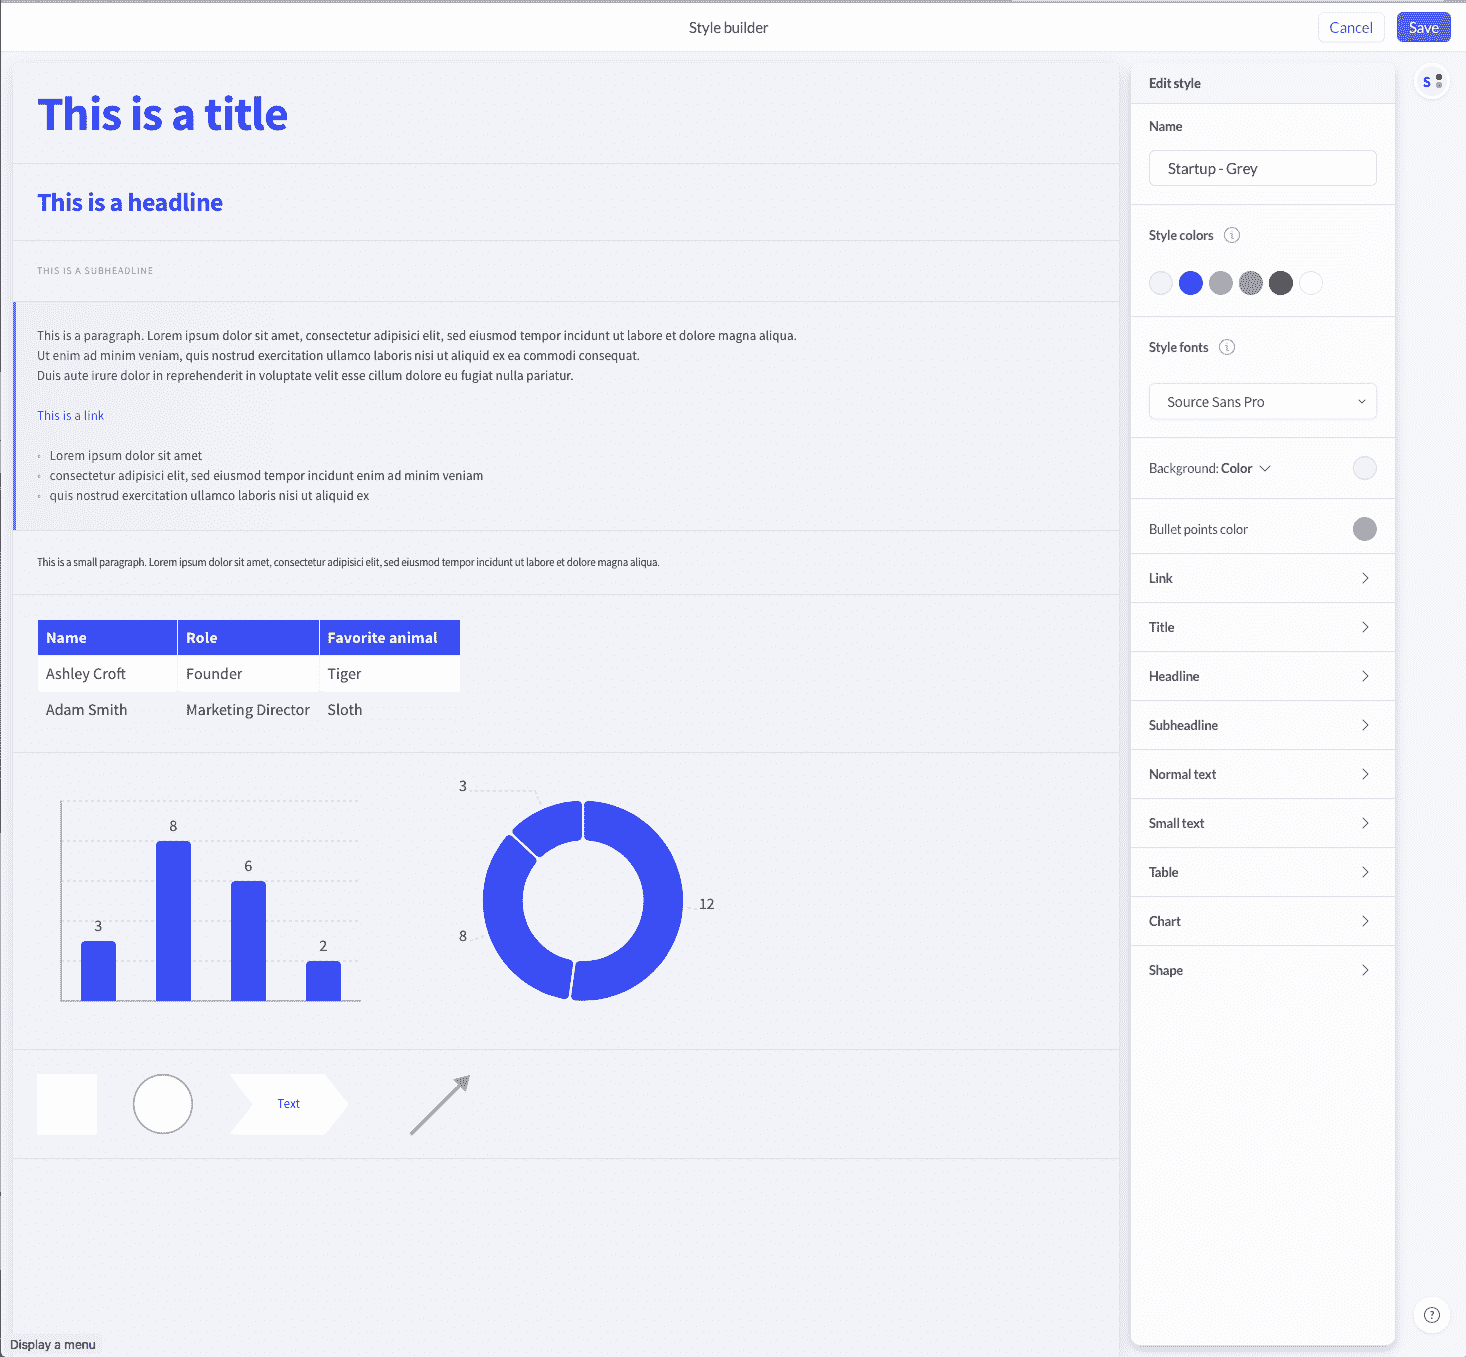 Style builder
Cancel
Save
This is a title
This is a headline
THIS IS A SUBHEADLINE
This is a paragraph. Lorem ipsum dolor sit amet, consectetur adipisici elit, sed eiusmod tempor incidunt ut labore et dolore magna aliqua.
Ut enim ad minim veniam, quis nostrud exercitation ullamco laboris nisi ut aliquid ex ea commodi consequat.
Duis aute irure dolor in reprehenderit in voluptate velit esse cillum dolore eu fugiat nulla pariatur.
This is a link
Lorem ipsum dolor sit amet
consectetur adipisici elit, sed eiusmod tempor incidunt enim ad minim veniam
quis nostrud exercitation ullamco laboris nisi ut aliquid ex
This is a small paragraph. Lorem ipsum dolor sit amet, consectetur adipisici elit, sed eiusmod tempor incidunt ut labore et dolore magna aliqua.
Name Role Favorite animal
Ashley Croft Founder Tiger
Adam Smith Marketing Director Sloth
3
8
6
2
3
12
8
Text
Display a menu
Edit style
Name
Startup - Grey
Style colors
Style fonts
Source Sans Pro
Background: Color
Bullet points color
Link
Title
Headline
Subheadline
Normal text
Small text
Table
Chart
Shape
S
?